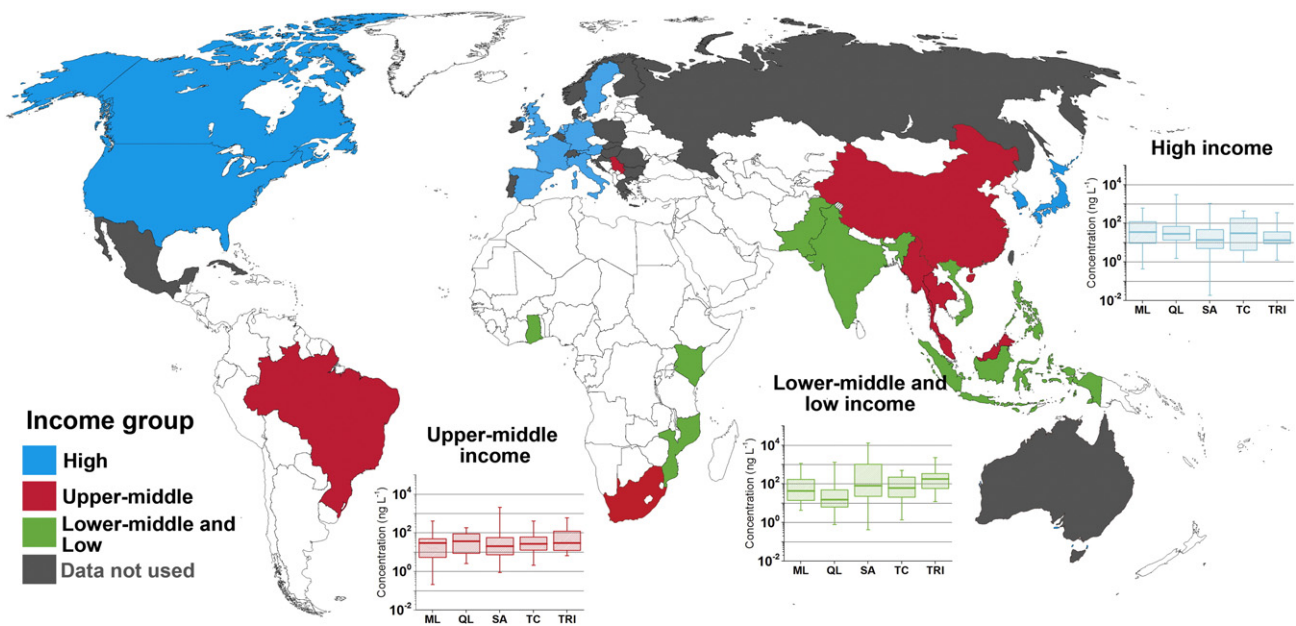 High income
Concentration (ng L⁻¹)
10⁴
10²
10⁰
10⁻²
ML QL SA TC TRI
Lower-middle and
low income
Concentration (ng L⁻¹)
10⁴
10²
10⁰
10⁻²
ML QL SA TC TRI
Income group
High
Upper-middle
Lower-middle and
Low
Data not used
Upper-middle
income
Concentration (ng L⁻¹)
10⁴
10²
10⁰
10⁻²
ML QL SA TC TRI